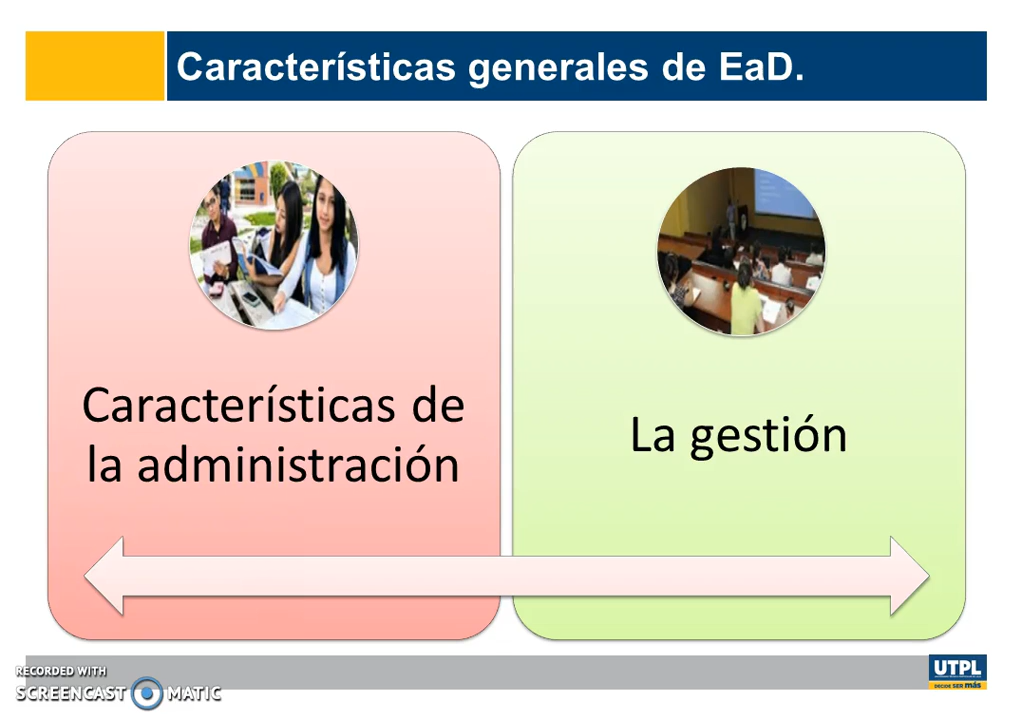 Características generales de EaD.
Características de
la administración
La gestión
RECORDED WITH
SCREENCAST MATIC
UTPL
DECIDE SER más